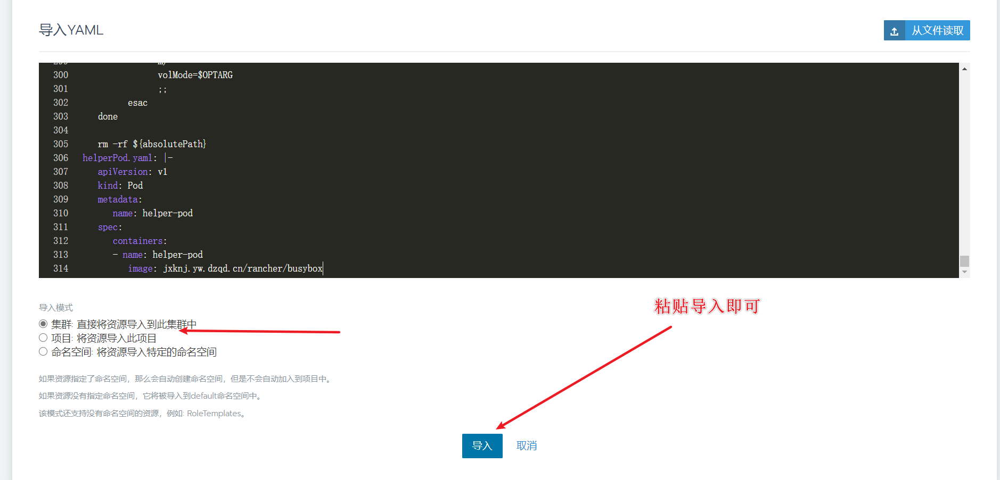 导入YAML
从文件读取
300 volMode=$OPTARG
301 ;;
302 esac
303 done
304
305 rm -rf ${absolutePath}
306 helperPod.yaml: |-
307 apiVersion: v1
308 kind: Pod
309 metadata:
310 name: helper-pod
311 spec:
312 containers:
313 - name: helper-pod
314 image: jxknj.yw.dzqd.cn/rancher/busybox
导入模式
粘贴导入即可
集群: 直接将资源导入到此集群中
项目: 将资源导入此项目
命名空间: 将资源导入特定的命名空间
如果资源指定了命名空间，那么会自动创建命名空间，但是不会自动加入到项目中。
如果资源没有指定命名空间，它将被导入到default命名空间中。
该模式还支持没有命名空间的资源，例如: RoleTemplates。
导入 取消